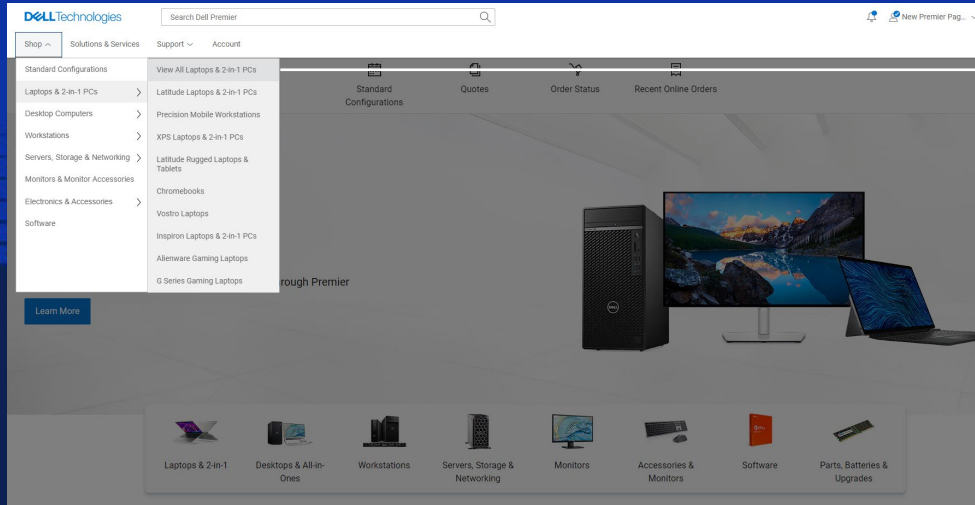 DELLTechnologies
Search Dell Premier
New Premier Pag...
Shop
Solutions & Services
Support
Account
Standard Configurations
Laptops & 2-in-1 PCs
Desktop Computers
Workstations
Servers, Storage & Networking
Monitors & Monitor Accessories
Electronics & Accessories
Software
View All Laptops & 2-in-1 PCs
Latitude Laptops & 2-in-1 PCs
Precision Mobile Workstations
XPS Laptops & 2-in-1 PCs
Latitude Rugged Laptops &
Tablets
Chromebooks
Vostro Laptops
Inspiron Laptops & 2-in-1 PCs
Alienware Gaming Laptops
G Series Gaming Laptops
Standard
Configurations
Quotes
Order Status
Recent Online Orders
rough Premier
Learn More
DELL
Laptops & 2-in-1
Desktops & All-in-
Ones
Workstations
Servers, Storage &
Networking
Monitors
Accessories &
Monitors
Software
Parts, Batteries &
Upgrades